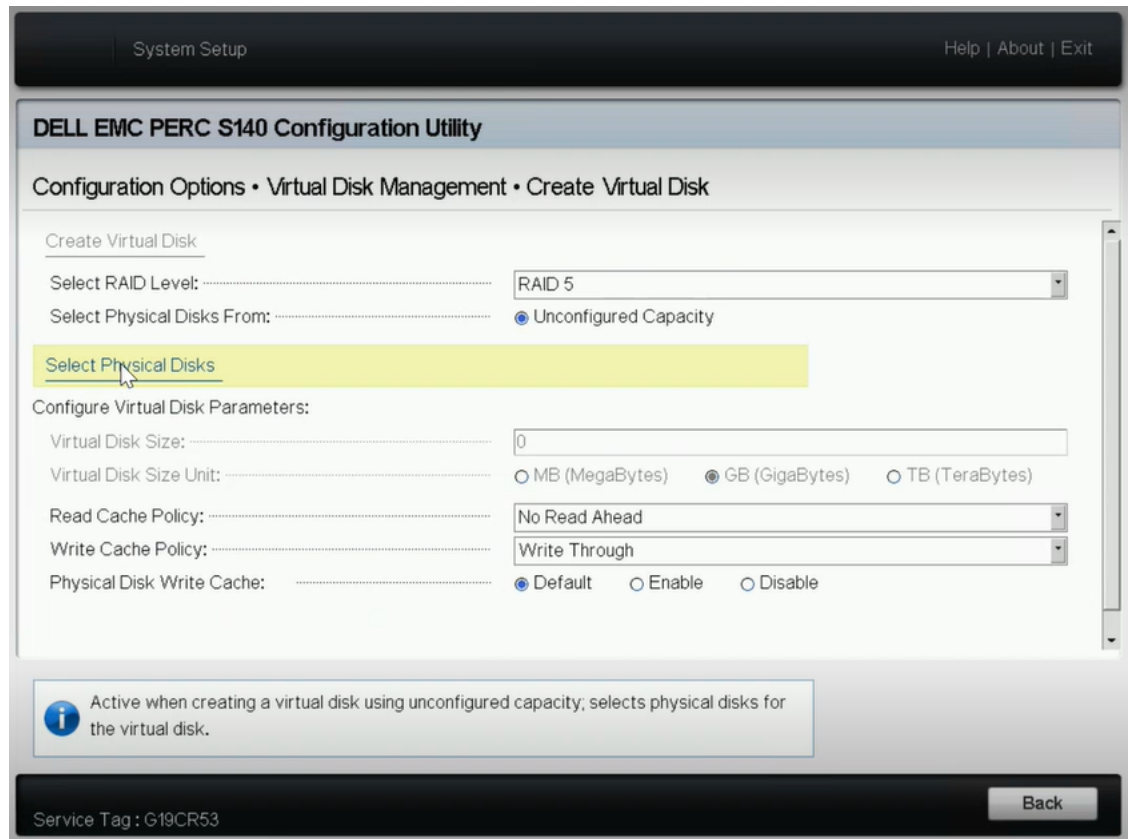 System Setup
Help | About | Exit
DELL EMC PERC S140 Configuration Utility
Configuration Options • Virtual Disk Management • Create Virtual Disk
Create Virtual Disk
Select RAID Level: RAID 5
Select Physical Disks From: Unconfigured Capacity
Select Physical Disks
Configure Virtual Disk Parameters:
Virtual Disk Size: 0
Virtual Disk Size Unit: MB (MegaBytes) GB (GigaBytes) TB (TeraBytes)
Read Cache Policy: No Read Ahead
Write Cache Policy: Write Through
Physical Disk Write Cache: Default Enable Disable
Active when creating a virtual disk using unconfigured capacity; selects physical disks for
the virtual disk.
Back
Service Tag : G19CR53